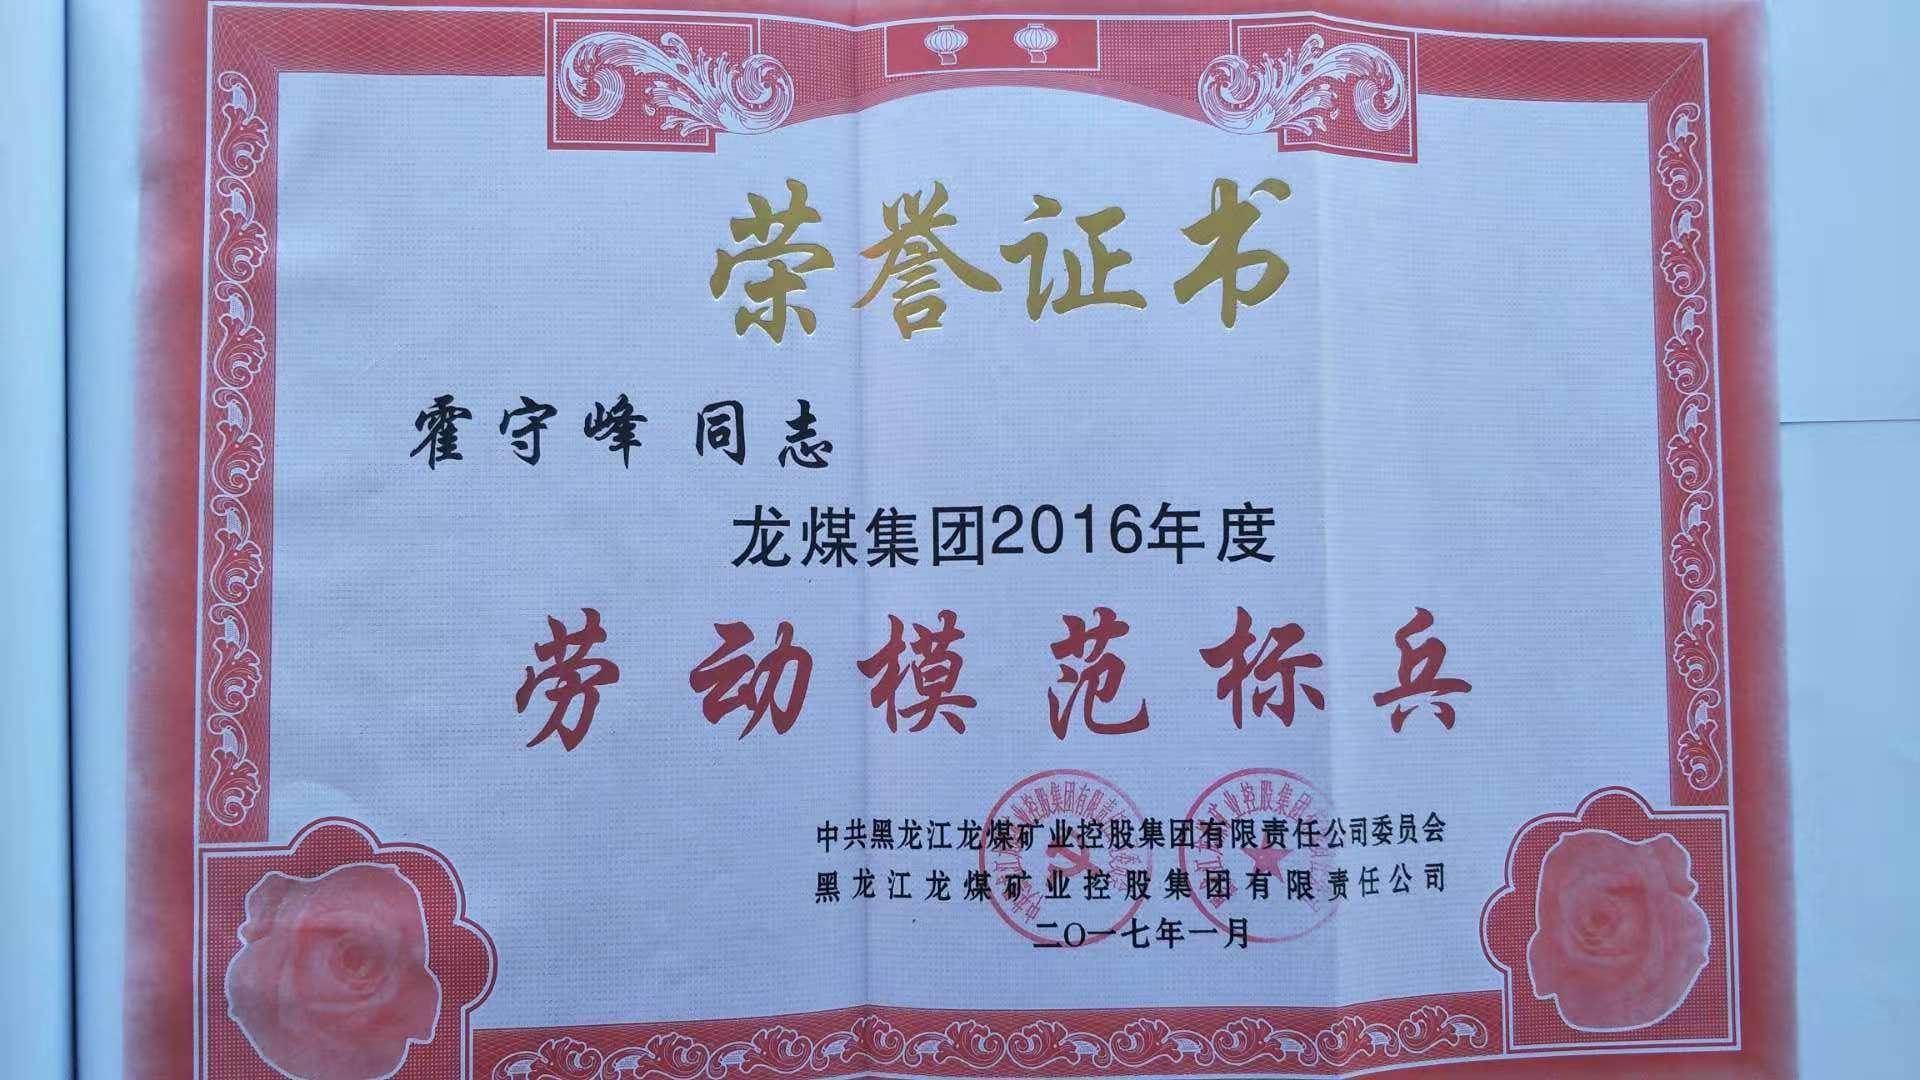 荣誉证书
霍守峰 同志
龙煤集团2016年度
劳动模范标兵
中共黑龙江龙煤矿业控股集团有限责任公司委员会
黑龙江龙煤矿业控股集团有限责任公司
二〇一七年一月